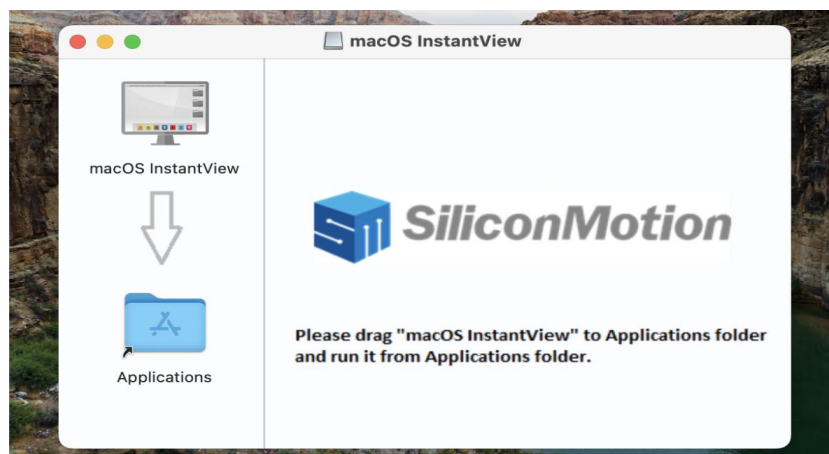 macOS InstantView
macOS InstantView
Applications
SiliconMotion
Please drag "macOS InstantView" to Applications folder
and run it from Applications folder.